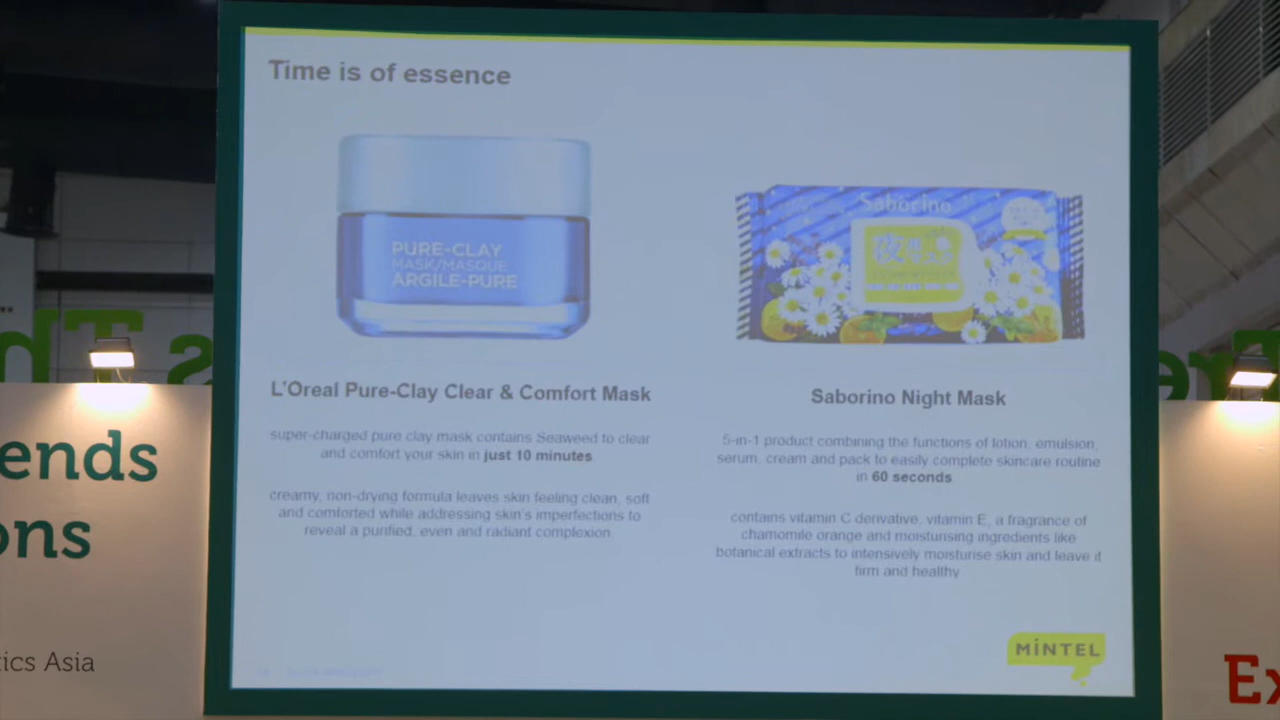 Time is of essence
PURE-CLAY
MASK/MASQUE
ARGILE-PURE
Saborino
夜
L'Oreal Pure-Clay Clear & Comfort Mask
super-charged pure clay mask contains Seaweed to clear
and comfort your skin in just 10 minutes
creamy, non-drying formula leaves skin feeling clean, soft
and comforted while addressing skin's imperfections to
reveal a purified, even and radiant complexion
Saborino Night Mask
5-in-1 product combining the functions of lotion, emulsion,
serum, cream and pack to easily complete skincare routine
in 60 seconds
contains vitamin C derivative, vitamin E, a fragrance of
chamomile orange and moisturising ingredients like
botanical extracts to intensively moisturise skin and leave it
firm and healthy
MINTEL
ends
ons
tics Asia
s Th
Tre
Ex